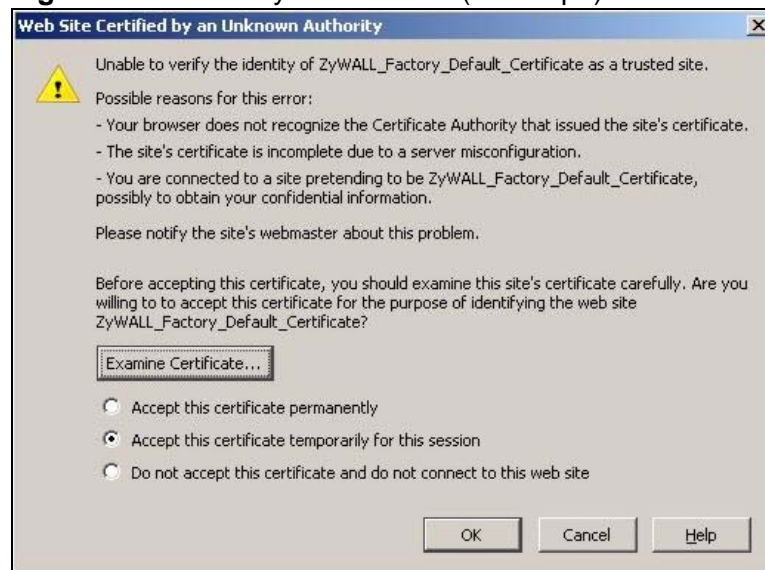 Web Site Certified by an Unknown Authority
Unable to verify the identity of ZyWALL_Factory_Default_Certificate as a trusted site.
Possible reasons for this error:
- Your browser does not recognize the Certificate Authority that issued the site's certificate.
- The site's certificate is incomplete due to a server misconfiguration.
- You are connected to a site pretending to be ZyWALL_Factory_Default_Certificate,
possibly to obtain your confidential information.
Please notify the site's webmaster about this problem.
Before accepting this certificate, you should examine this site's certificate carefully. Are you
willing to to accept this certificate for the purpose of identifying the web site
ZyWALL_Factory_Default_Certificate?
Examine Certificate...
Accept this certificate permanently
Accept this certificate temporarily for this session
Do not accept this certificate and do not connect to this web site
OK Cancel Help